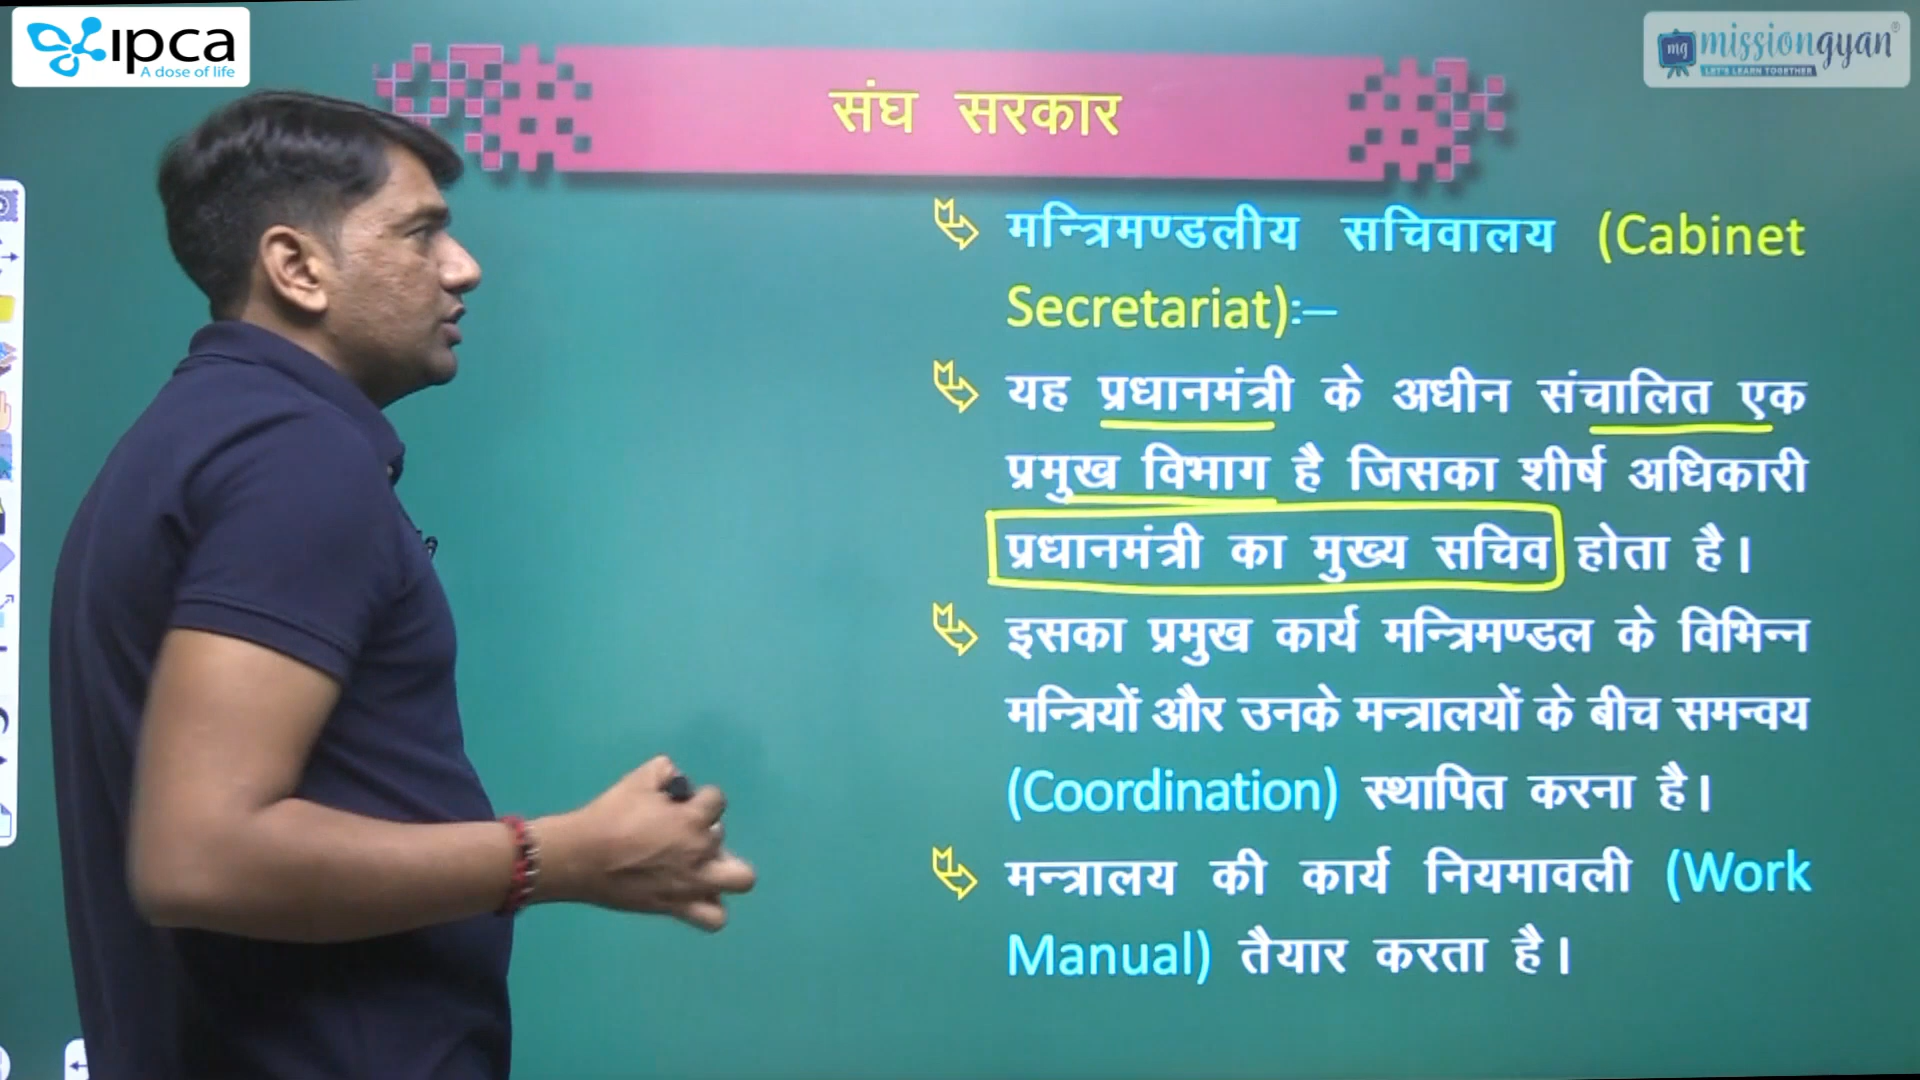 ipca
A dose of life
mg missiongyan®
LET'S LEARN TOGETHER
संघ सरकार
मन्त्रिमण्डलीय सचिवालय (Cabinet
Secretariat):–
यह प्रधानमंत्री के अधीन संचालित एक
प्रमुख विभाग है जिसका शीर्ष अधिकारी
प्रधानमंत्री का मुख्य सचिव होता है।
इसका प्रमुख कार्य मन्त्रिमण्डल के विभिन्न
मन्त्रियों और उनके मन्त्रालयों के बीच समन्वय
(Coordination) स्थापित करना है।
मन्त्रालय की कार्य नियमावली (Work
Manual) तैयार करता है।